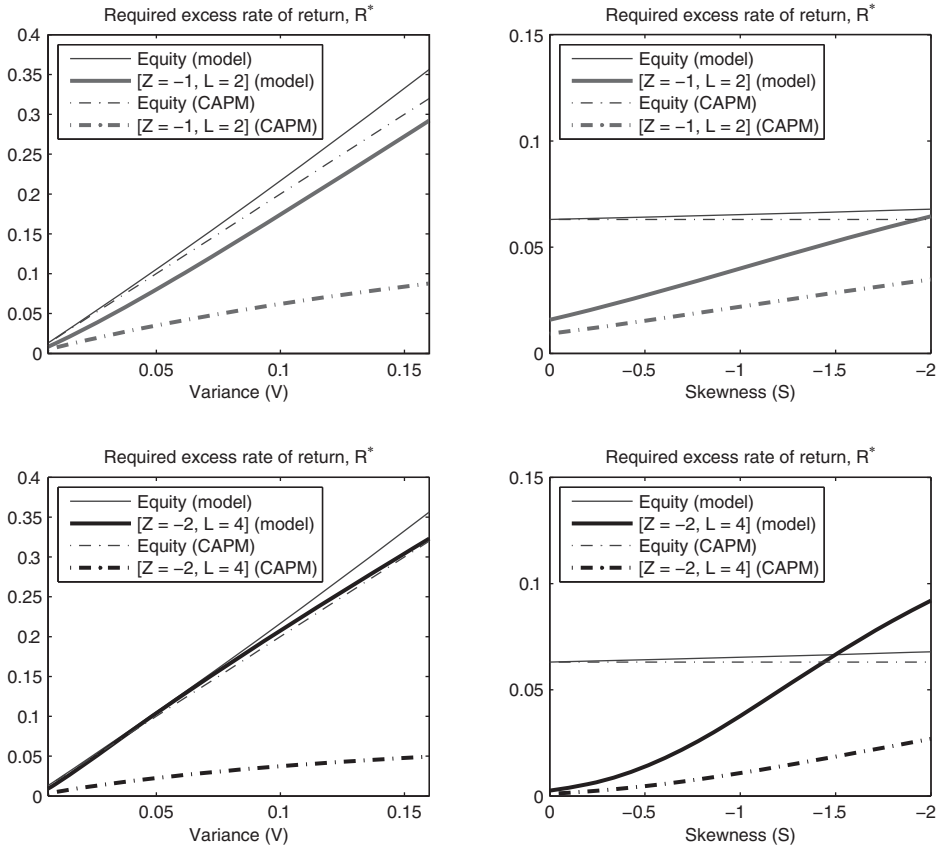 Required excess rate of return, R*
0.4
0.35
0.3
0.25
0.2
0.15
0.1
0.05
0
Equity (model)
[Z = −1, L = 2] (model)
Equity (CAPM)
[Z = −1, L = 2] (CAPM)
0.05
0.1
0.15
Variance (V)
Required excess rate of return, R*
0.15
0.1
0.05
0
Equity (model)
[Z = −1, L = 2] (model)
Equity (CAPM)
[Z = −1, L = 2] (CAPM)
0
−0.5
−1
−1.5
−2
Skewness (S)
Required excess rate of return, R*
0.4
0.35
0.3
0.25
0.2
0.15
0.1
0.05
0
Equity (model)
[Z = −2, L = 4] (model)
Equity (CAPM)
[Z = −2, L = 4] (CAPM)
0.05
0.1
0.15
Variance (V)
Required excess rate of return, R*
0.15
0.1
0.05
0
Equity (model)
[Z = −2, L = 4] (model)
Equity (CAPM)
[Z = −2, L = 4] (CAPM)
0
−0.5
−1
−1.5
−2
Skewness (S)